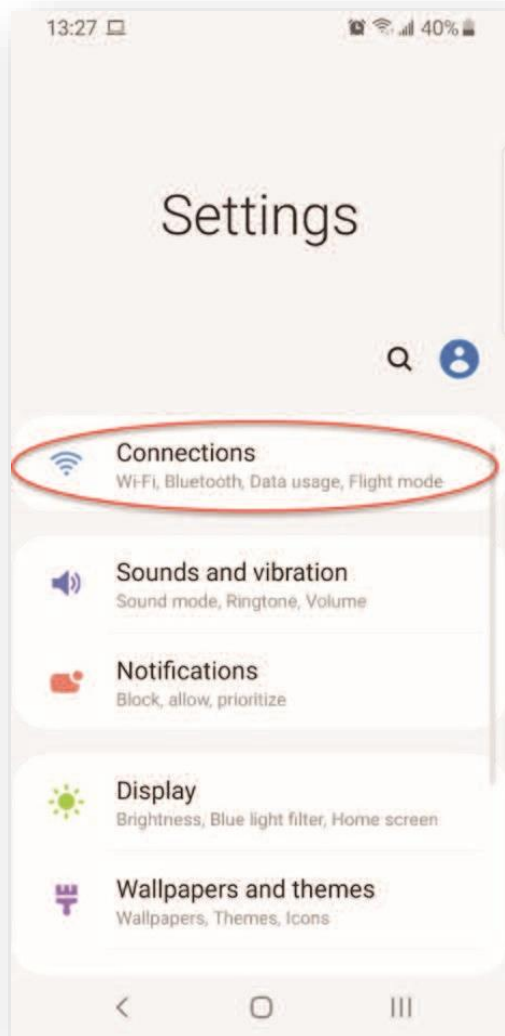 13:27
40%
Settings
Connections
Wi-Fi, Bluetooth, Data usage, Flight mode
Sounds and vibration
Sound mode, Ringtone, Volume
Notifications
Block, allow, prioritize
Display
Brightness, Blue light filter, Home screen
Wallpapers and themes
Wallpapers, Themes, Icons